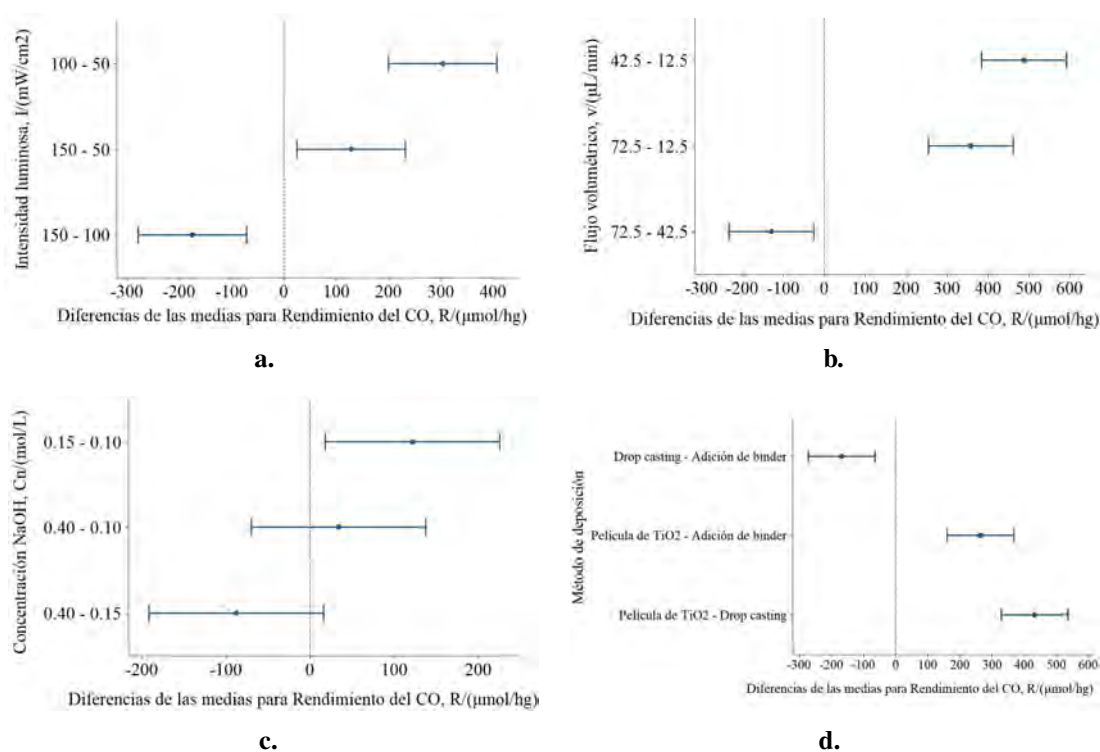 Intensidad luminosa, I/(mW/cm2)
100 - 50
150 - 50
150 - 100
-300 -200 -100 0 100 200 300 400
Diferencias de las medias para Rendimiento del CO, R/(μmol/hg)
a.
Flujo volumétrico, v/(μL/min)
42.5 - 12.5
72.5 - 12.5
72.5 - 42.5
-300 -200 -100 0 100 200 300 400 500 600
Diferencias de las medias para Rendimiento del CO, R/(μmol/hg)
b.
Concentración NaOH, Cn/(mol/L)
0.15 - 0.10
0.40 - 0.10
0.40 - 0.15
-200 -100 0 100 200
Diferencias de las medias para Rendimiento del CO, R/(μmol/hg)
c.
Método de deposición
Drop casting - Adición de binder
Película de TiO2 - Adición de binder
Película de TiO2 - Drop casting
-300 -200 -100 0 100 200 300 400 500 600
Diferencias de las medias para Rendimiento del CO, R/(μmol/hg)
d.